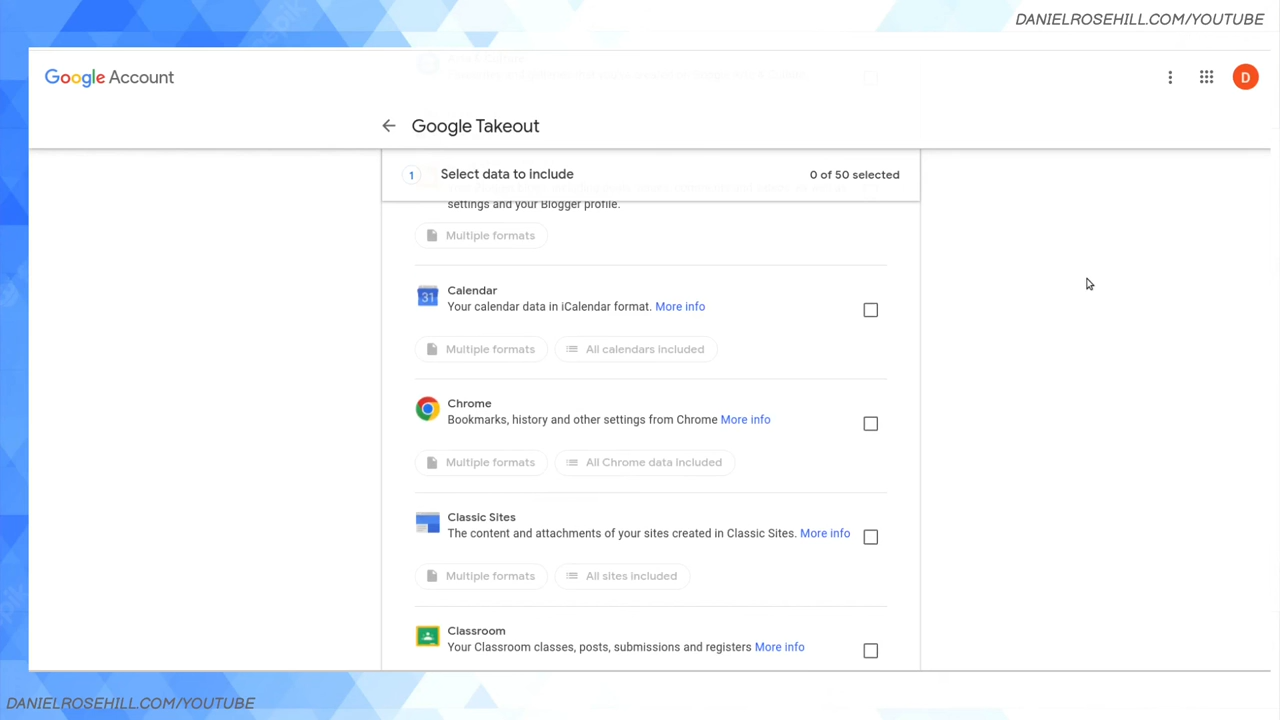 DANIELROSEHILL.COM/YOUTUBE
Google Account
D
Google Takeout
1 Select data to include 0 of 50 selected
settings and your Blogger profile.
Multiple formats
31 Calendar
Your calendar data in iCalendar format. More info
Multiple formats All calendars included
Chrome
Bookmarks, history and other settings from Chrome More info
Multiple formats All Chrome data included
Classic Sites
The content and attachments of your sites created in Classic Sites. More info
Multiple formats All sites included
Classroom
Your Classroom classes, posts, submissions and registers More info
DANIELROSEHILL.COM/YOUTUBE